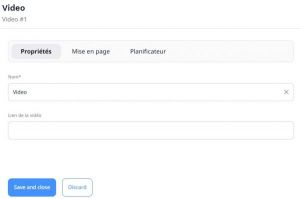 Video
Video #1
Propriétés Mise en page Planificateur
Nom*
Video
Lien de la vidéo
Save and close Discard